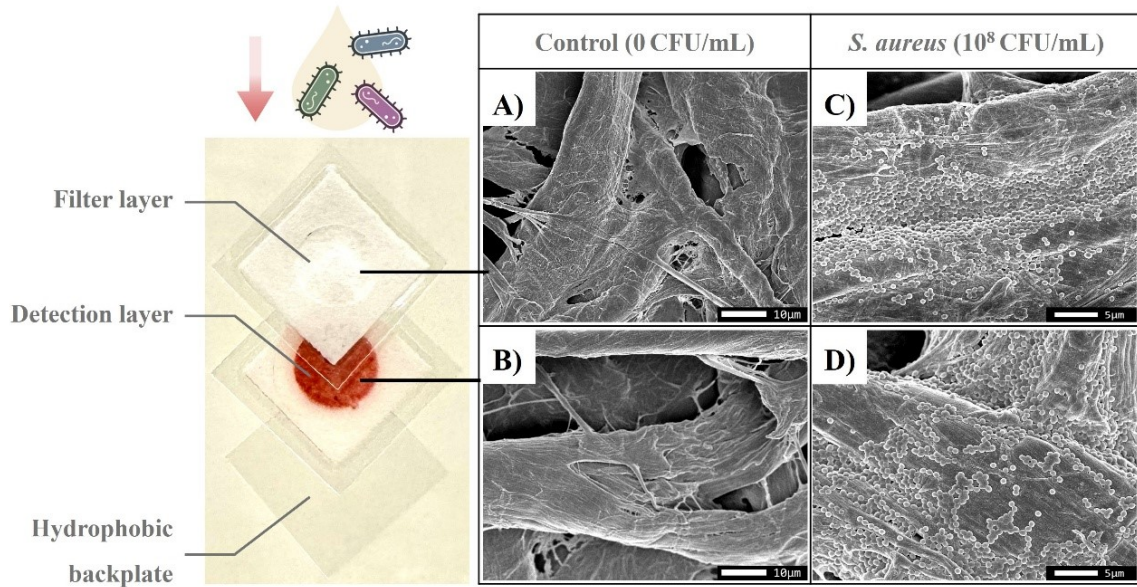 Control (0 CFU/mL)
S. aureus (10⁸ CFU/mL)
Filter layer
Detection layer
Hydrophobic
backplate
A)
10μm
C)
5μm
B)
10μm
D)
5μm